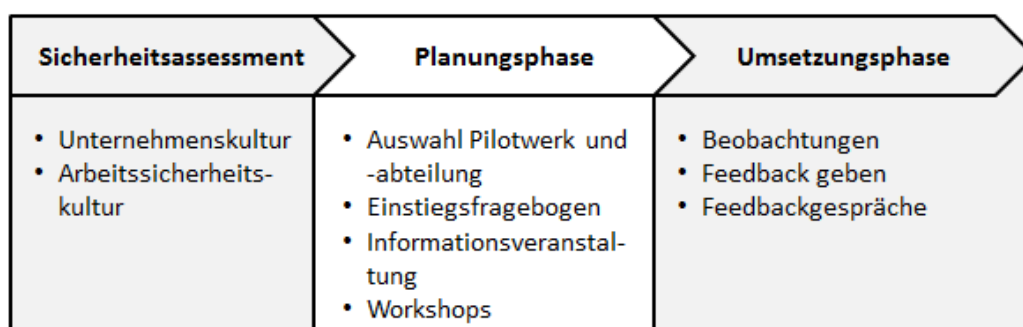 Sicherheitsassessment
Planungsphase
Umsetzungsphase
• Unternehmenskultur
• Arbeitssicherheits-
kultur
• Auswahl Pilotwerk und
-abteilung
• Einstiegsfragebogen
• Informationsveranstal-
tung
• Workshops
• Beobachtungen
• Feedback geben
• Feedbackgespräche